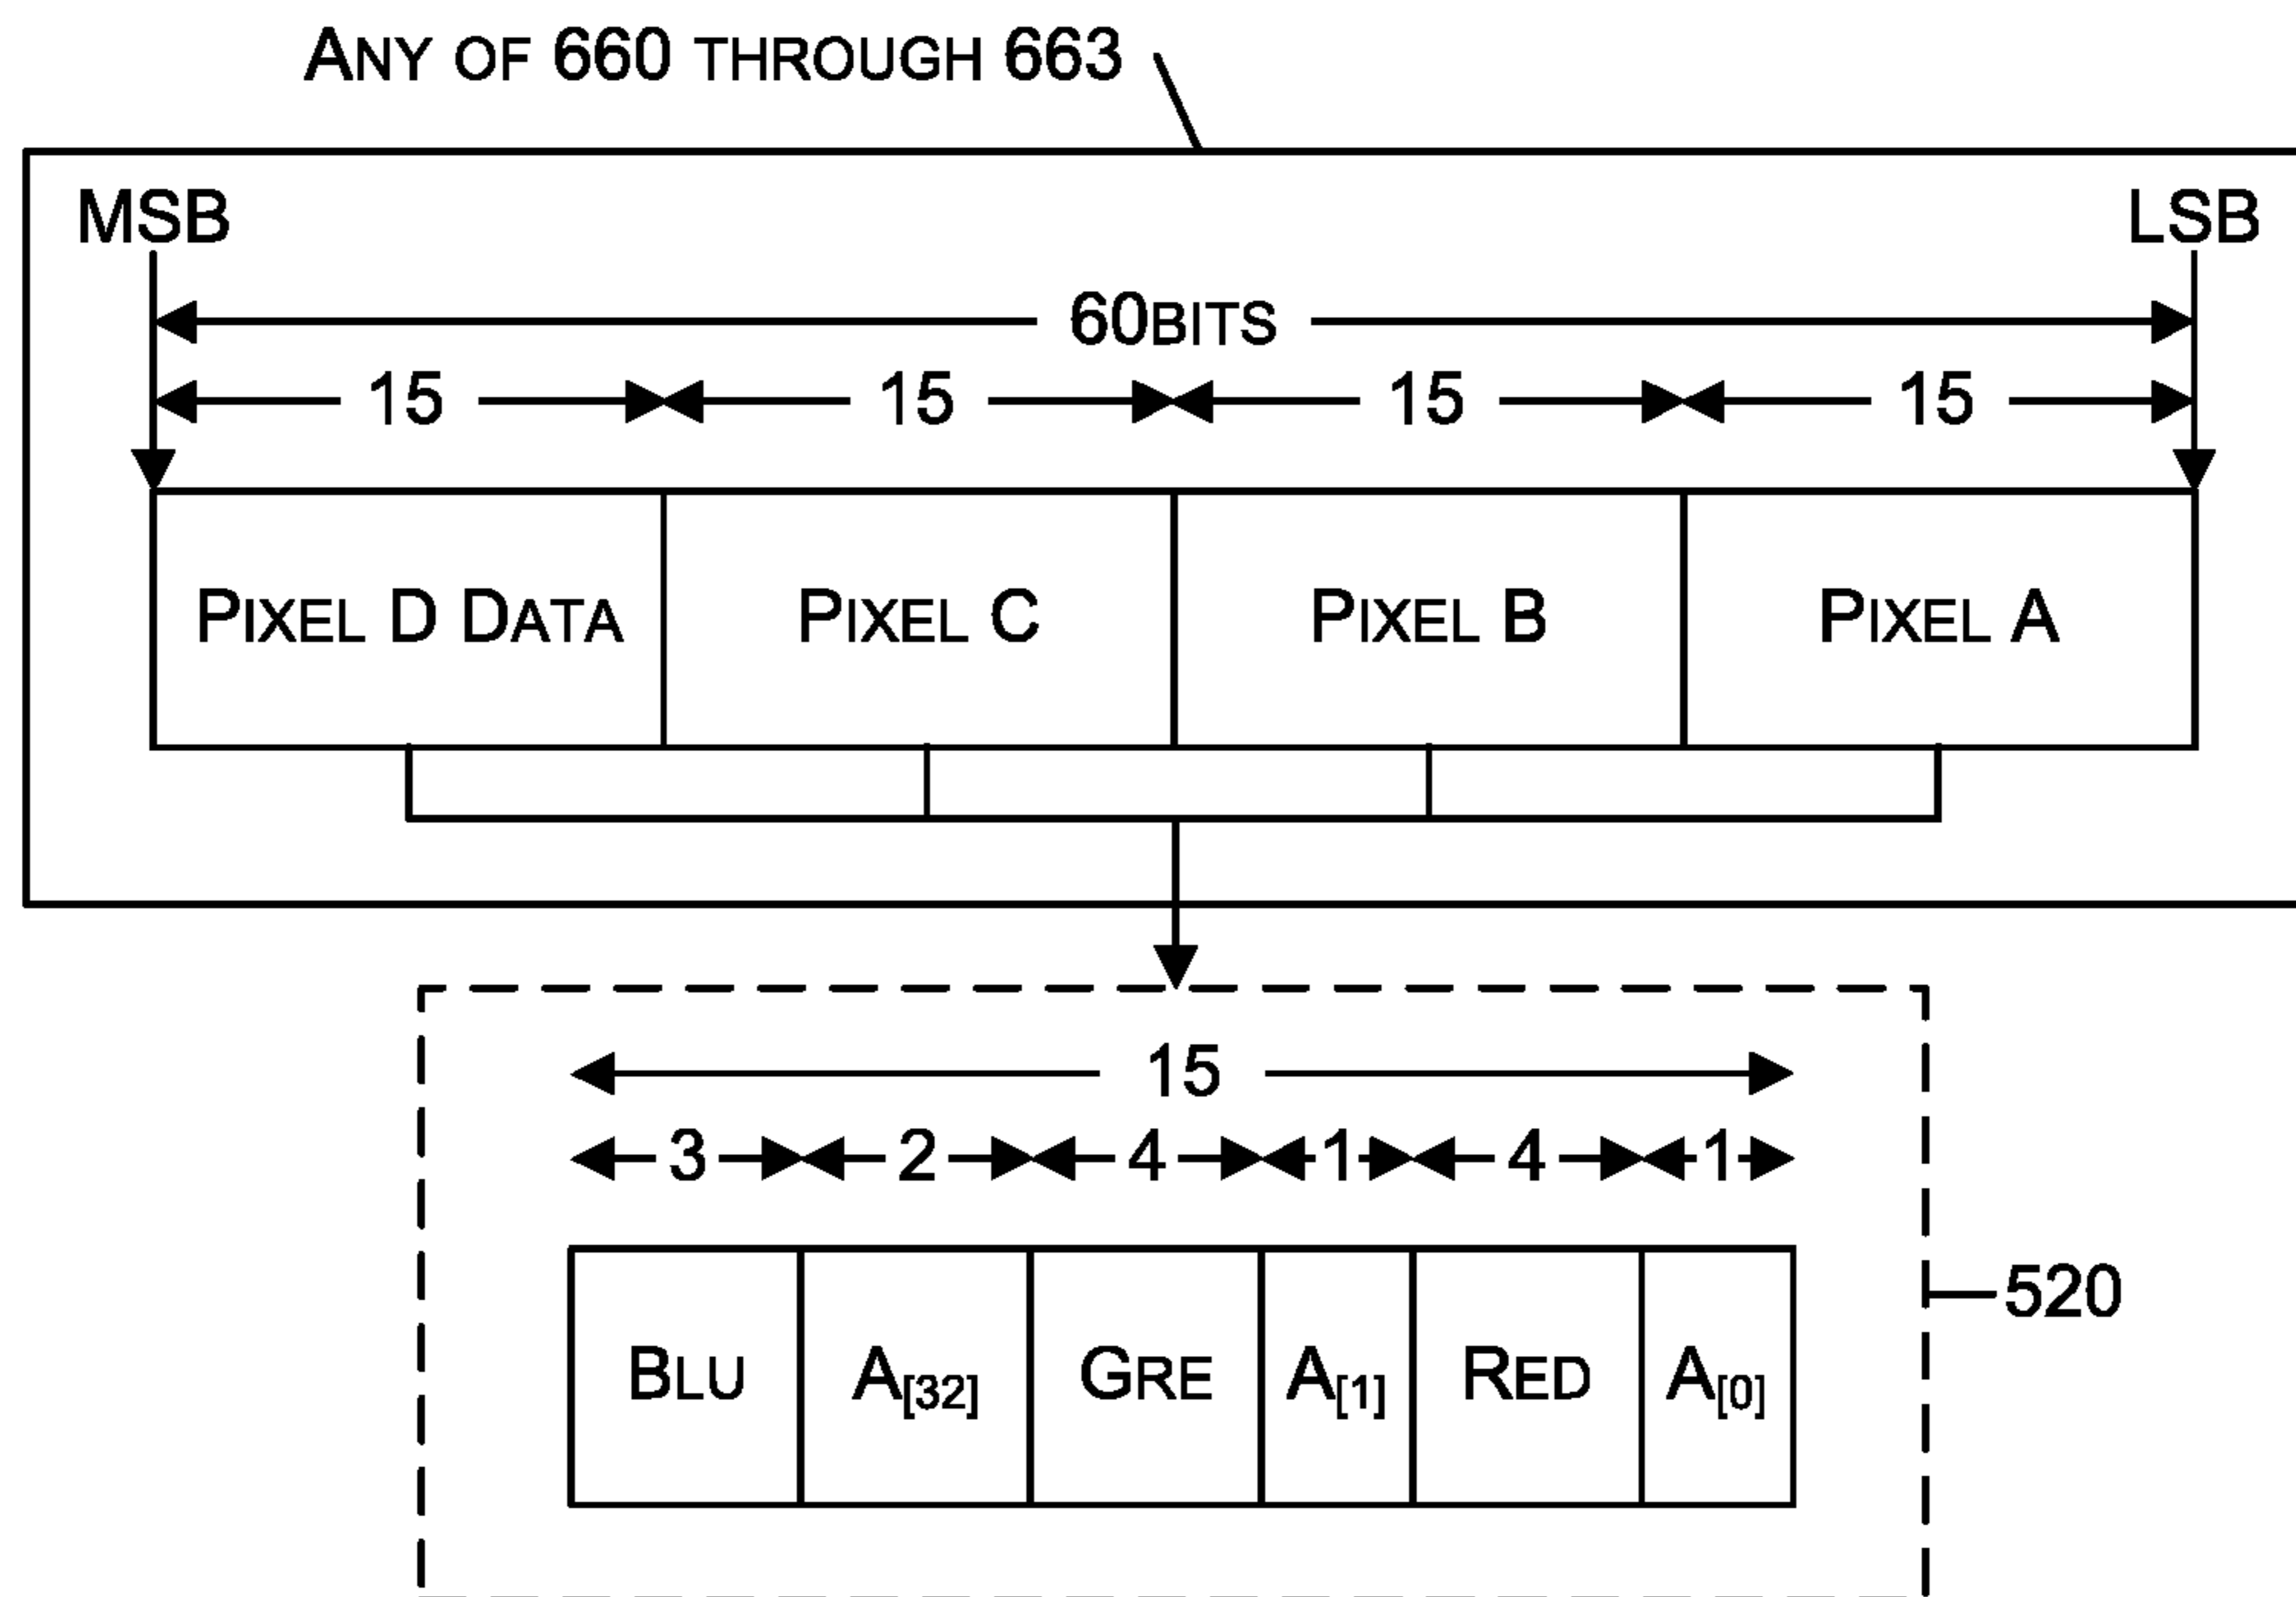 ANY OF 660 THROUGH 663
MSB LSB
60BITS
15 15 15 15
PIXEL D DATA PIXEL C PIXEL B PIXEL A
15
3 2 4 1 4 1
520
BLU A[32] GRE A[1] RED A[0]